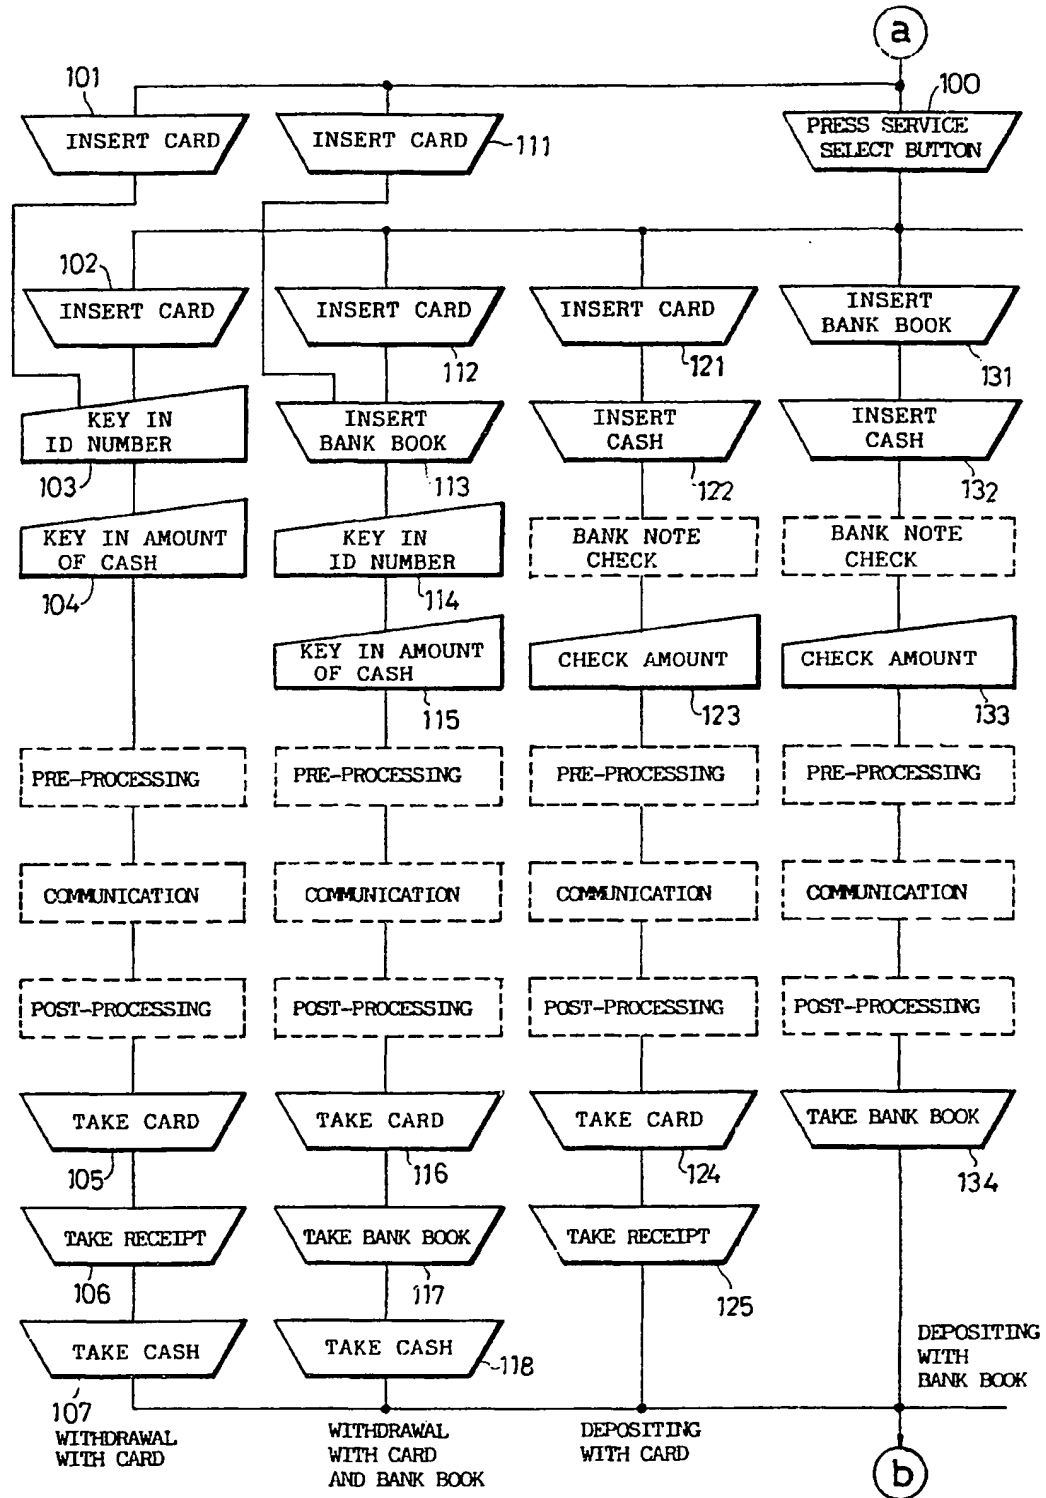 a
101
100
INSERT CARD
INSERT CARD
111
PRESS SERVICE
SELECT BUTTON
102
INSERT CARD
INSERT CARD
112
INSERT CARD
121
INSERT
BANK BOOK
131
KEY IN
ID NUMBER
103
INSERT
BANK BOOK
113
INSERT
CASH
122
INSERT
CASH
132
KEY IN AMOUNT
OF CASH
104
KEY IN
ID NUMBER
114
BANK NOTE
CHECK
BANK NOTE
CHECK
KEY IN AMOUNT
OF CASH
115
CHECK AMOUNT
123
CHECK AMOUNT
133
PRE-PROCESSING
PRE-PROCESSING
PRE-PROCESSING
PRE-PROCESSING
COMMUNICATION
COMMUNICATION
COMMUNICATION
COMMUNICATION
POST-PROCESSING
POST-PROCESSING
POST-PROCESSING
POST-PROCESSING
TAKE CARD
105
TAKE CARD
116
TAKE CARD
124
TAKE BANK BOOK
134
TAKE RECEIPT
106
TAKE BANK BOOK
117
TAKE RECEIPT
125
TAKE CASH
107
TAKE CASH
118
DEPOSITING
WITH
BANK BOOK
WITHDRAWAL
WITH CARD
WITHDRAWAL
WITH CARD
AND BANK BOOK
DEPOSITING
WITH CARD
b